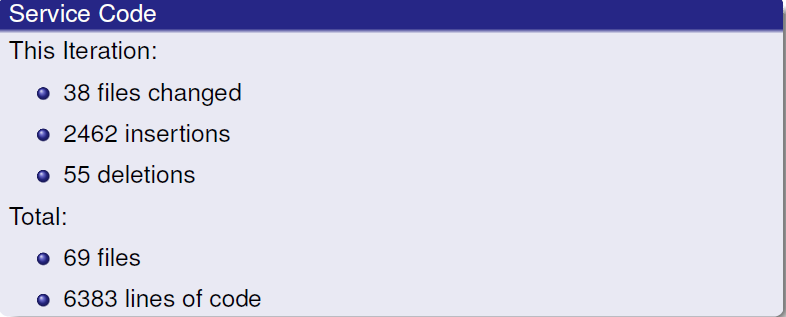 Service Code
This Iteration:
38 files changed
2462 insertions
55 deletions
Total:
69 files
6383 lines of code